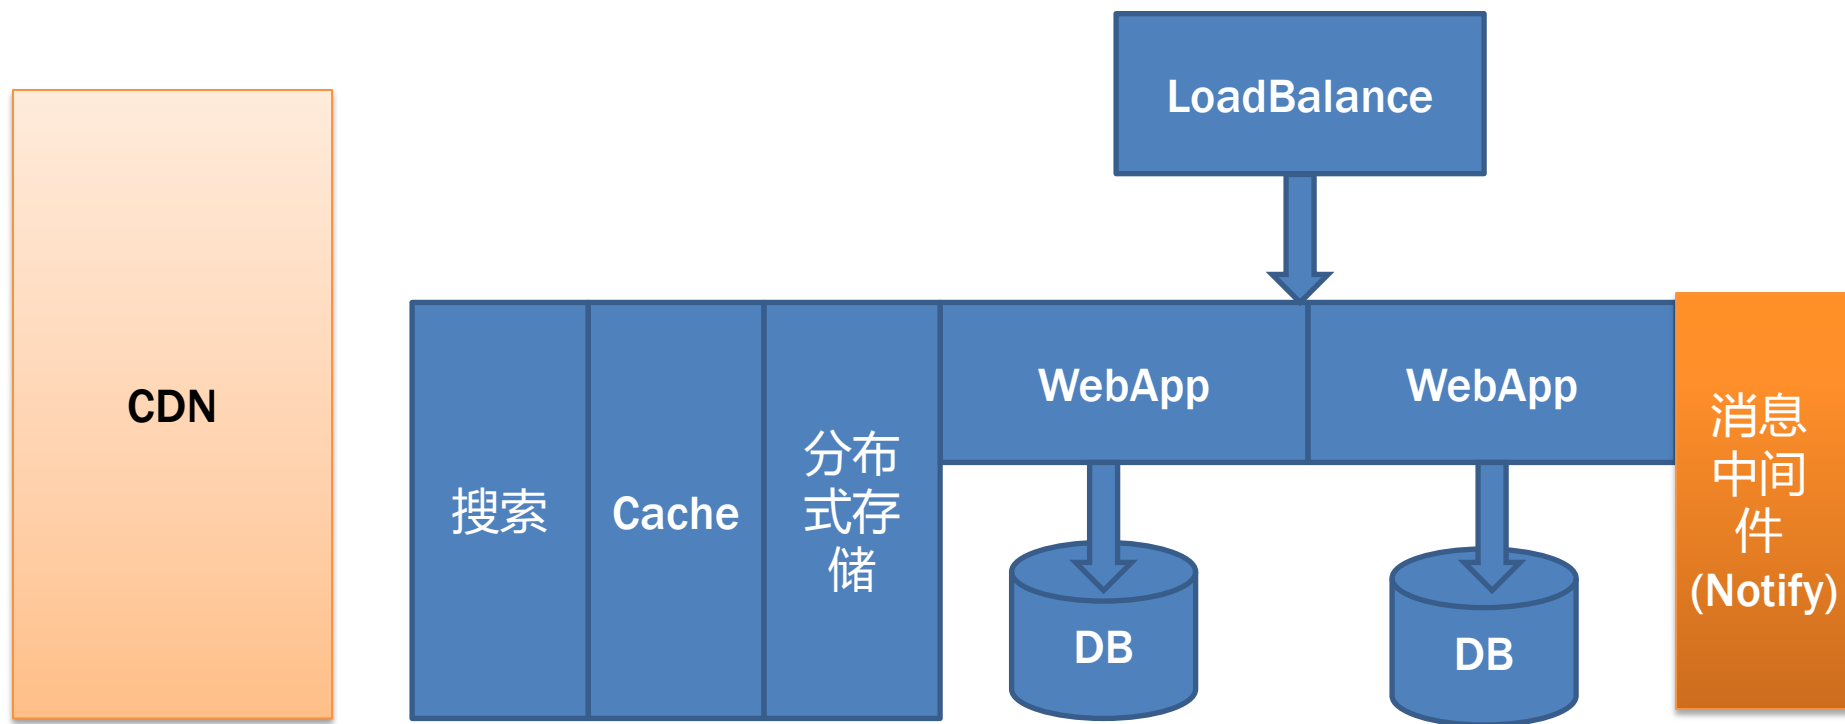 LoadBalance
CDN
搜索
Cache
分布
式存
储
WebApp
WebApp
消息
中间
件
(Notify)
DB
DB